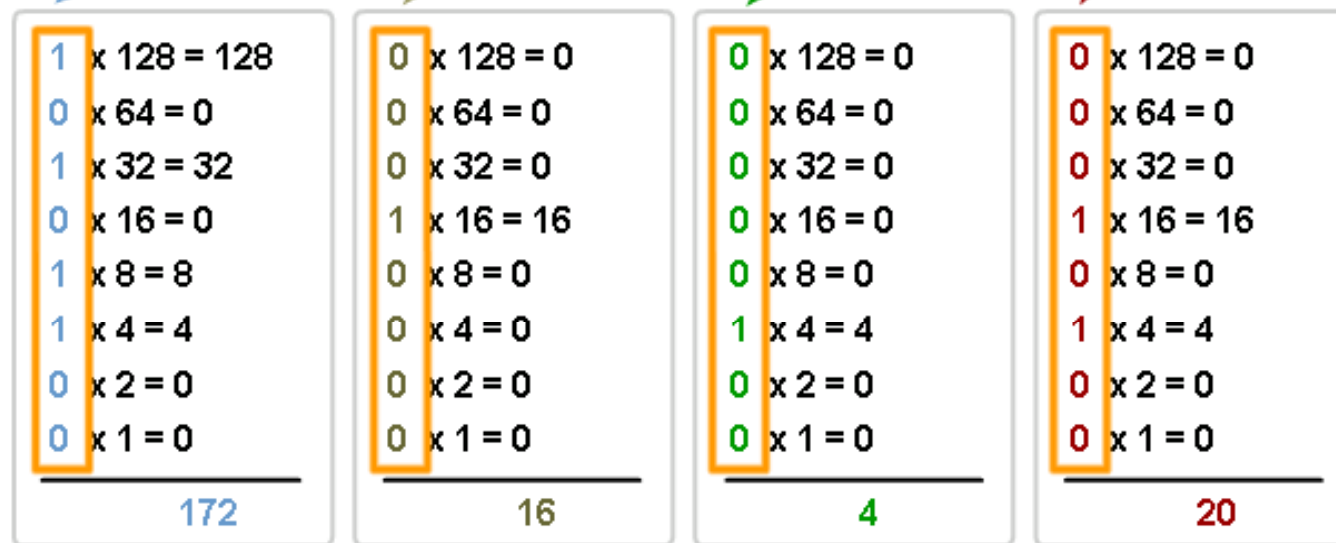 1 x 128 = 128
0 x 64 = 0
1 x 32 = 32
0 x 16 = 0
1 x 8 = 8
1 x 4 = 4
0 x 2 = 0
0 x 1 = 0
172
0 x 128 = 0
0 x 64 = 0
0 x 32 = 0
1 x 16 = 16
0 x 8 = 0
0 x 4 = 0
0 x 2 = 0
0 x 1 = 0
16
0 x 128 = 0
0 x 64 = 0
0 x 32 = 0
0 x 16 = 0
0 x 8 = 0
1 x 4 = 4
0 x 2 = 0
0 x 1 = 0
4
0 x 128 = 0
0 x 64 = 0
0 x 32 = 0
1 x 16 = 16
0 x 8 = 0
1 x 4 = 4
0 x 2 = 0
0 x 1 = 0
20